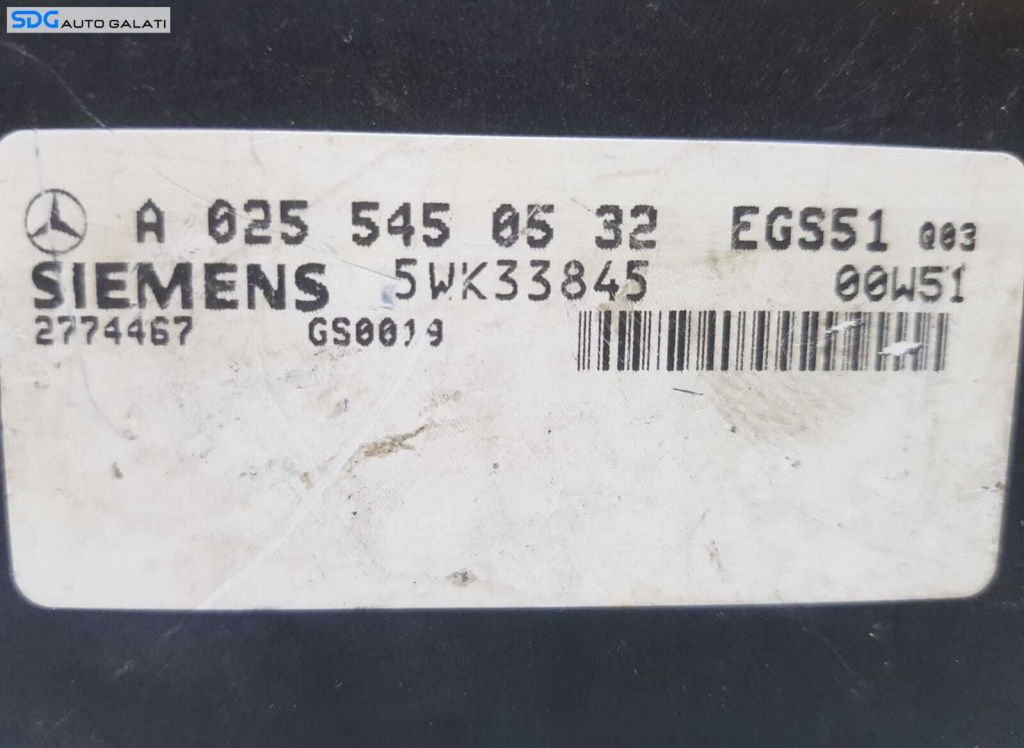 SDG AUTO GALATI
A 025 545 05 32 EGS51 Q03
SIEMENS 5WK33845 00W51
2774467 GS0019